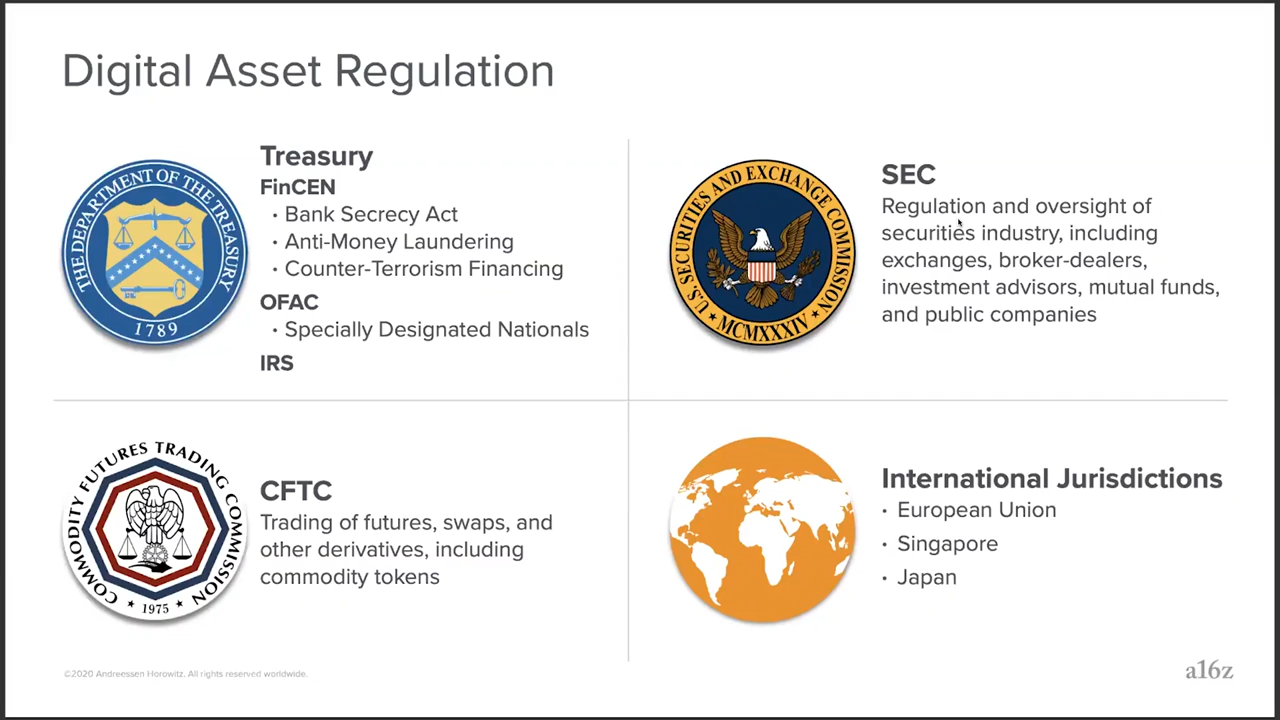 Digital Asset Regulation
THE DEPARTMENT OF THE TREASURY
1789
Treasury
FinCEN
• Bank Secrecy Act
• Anti-Money Laundering
• Counter-Terrorism Financing
OFAC
• Specially Designated Nationals
IRS
U.S. SECURITIES AND EXCHANGE COMMISSION
MCMXXXIV
SEC
Regulation and oversight of
securities industry, including
exchanges, broker-dealers,
investment advisors, mutual funds,
and public companies
COMMODITY FUTURES TRADING COMMISSION
1975
CFTC
Trading of futures, swaps, and
other derivatives, including
commodity tokens
International Jurisdictions
• European Union
• Singapore
• Japan
©2020 Andreessen Horowitz. All rights reserved worldwide.
a16z